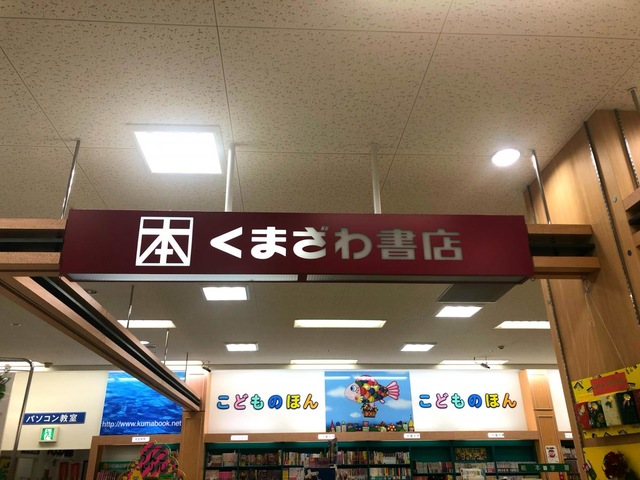 本
くまざわ書店
こどものほん
こどものほん
パソコン教室
http://www.kumabook.net